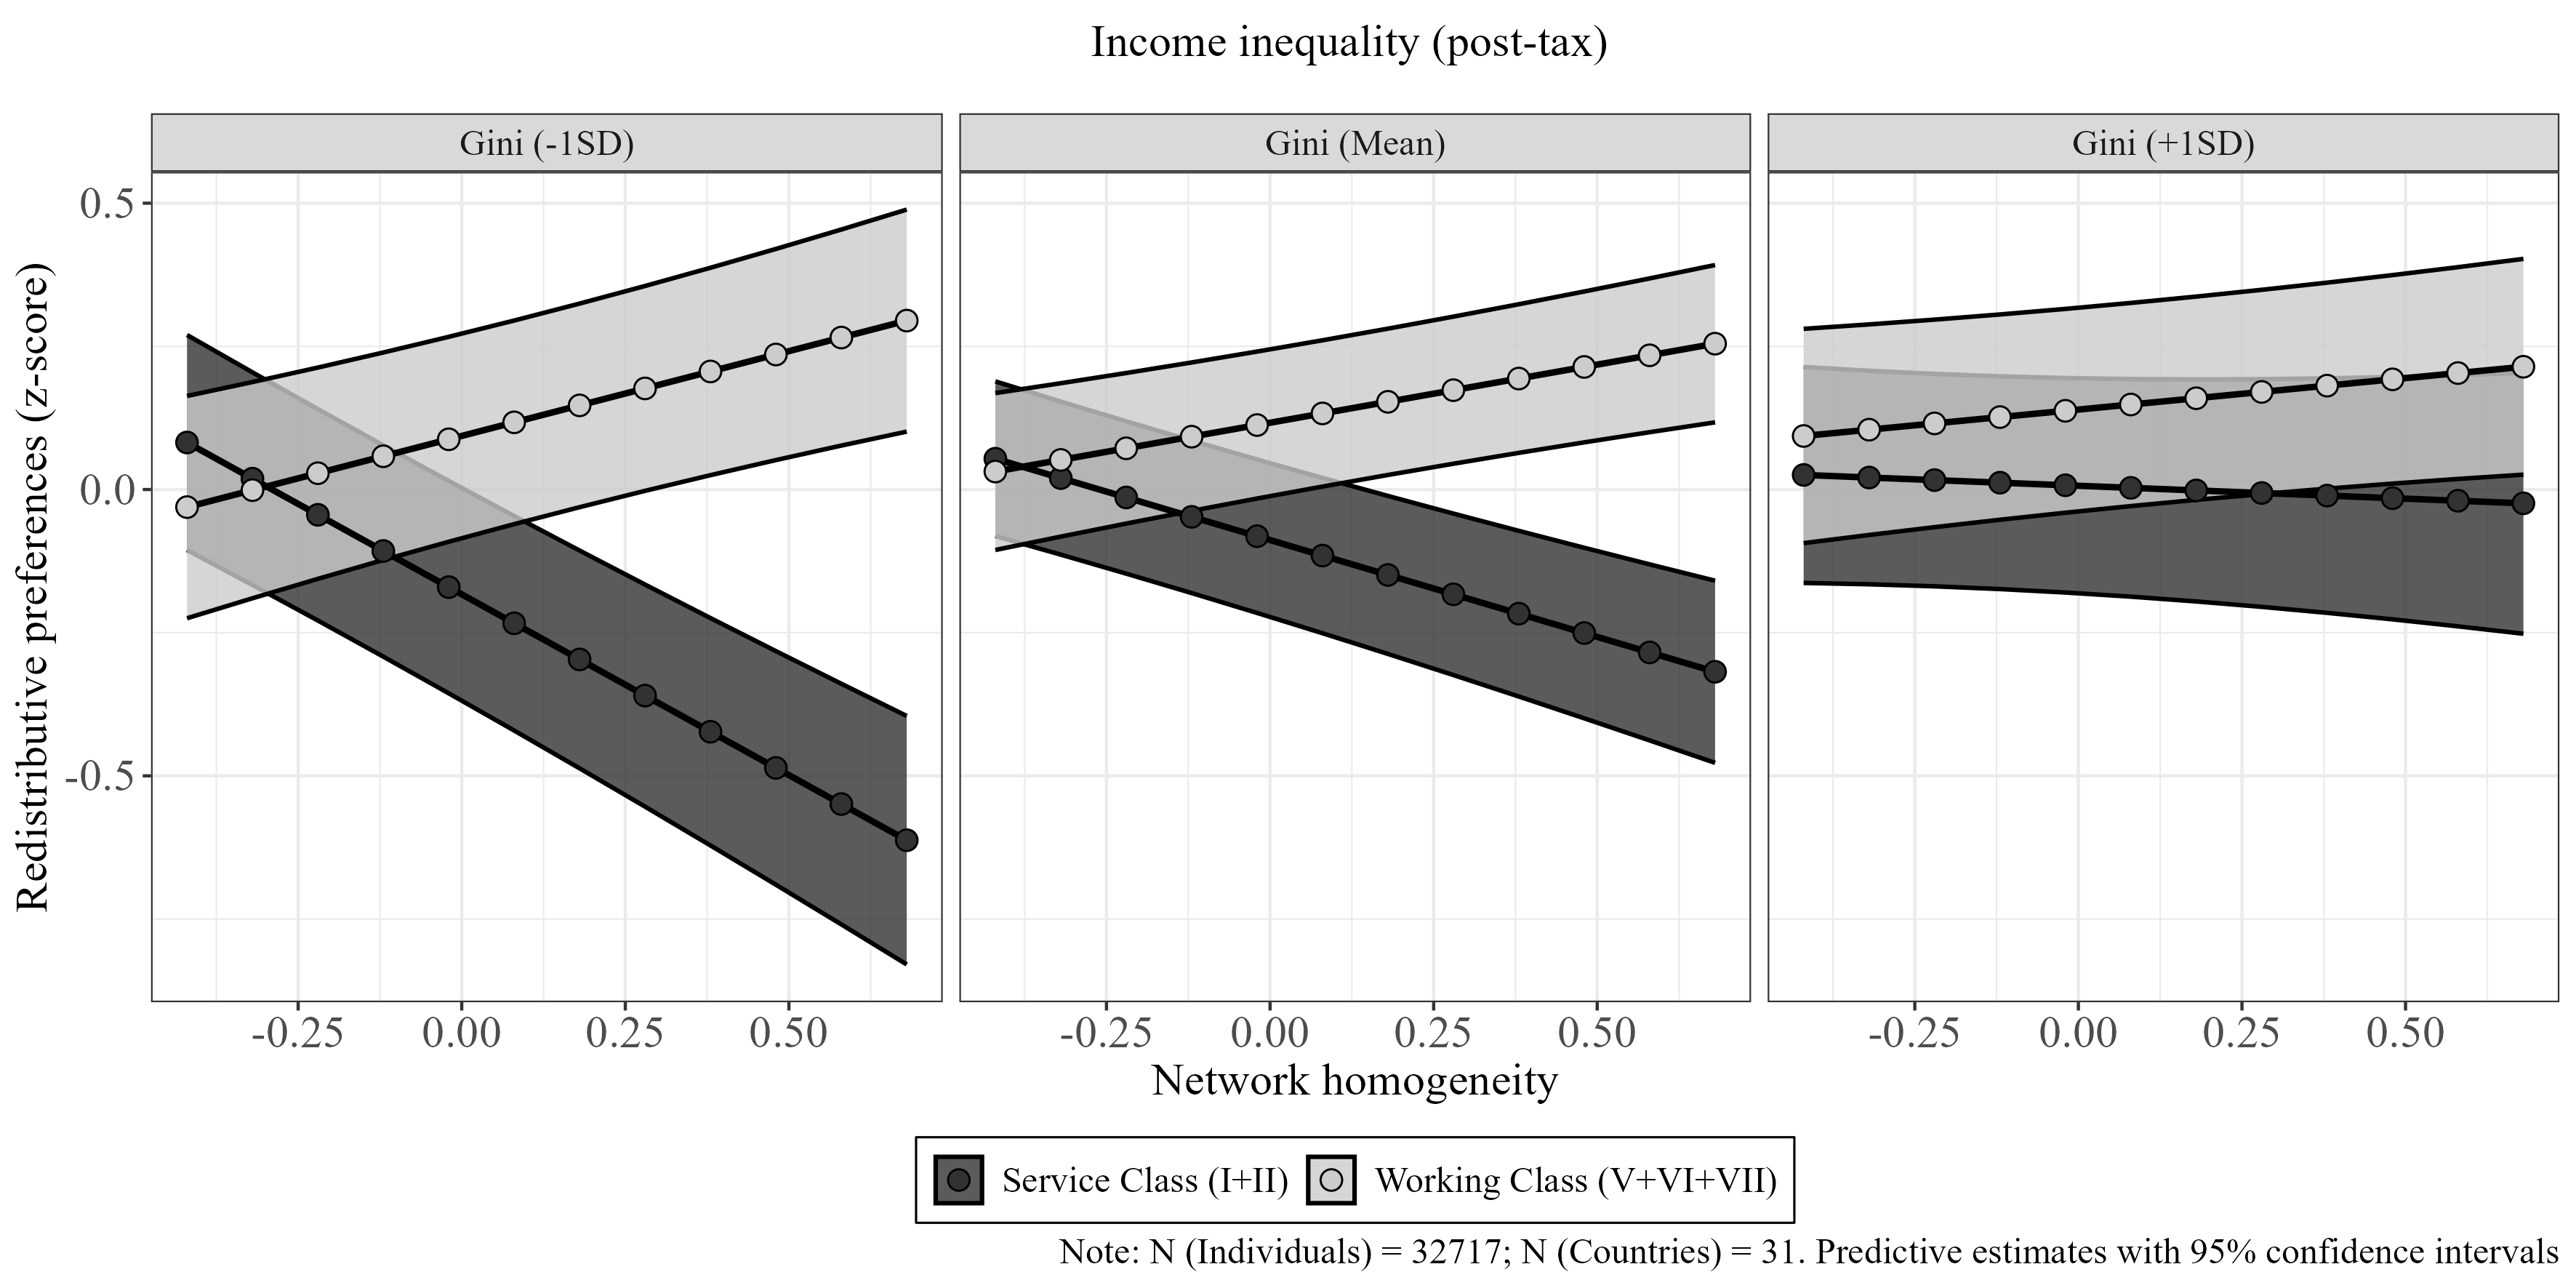 Income inequality (post-tax)
Gini (-1SD)
Gini (Mean)
Gini (+1SD)
Redistributive preferences (z-score)
0.5
0.0
-0.5
-0.25 0.00 0.25 0.50
-0.25 0.00 0.25 0.50
-0.25 0.00 0.25 0.50
Network homogeneity
Service Class (I+II) Working Class (V+VI+VII)
Note: N (Individuals) = 32717; N (Countries) = 31. Predictive estimates with 95% confidence intervals